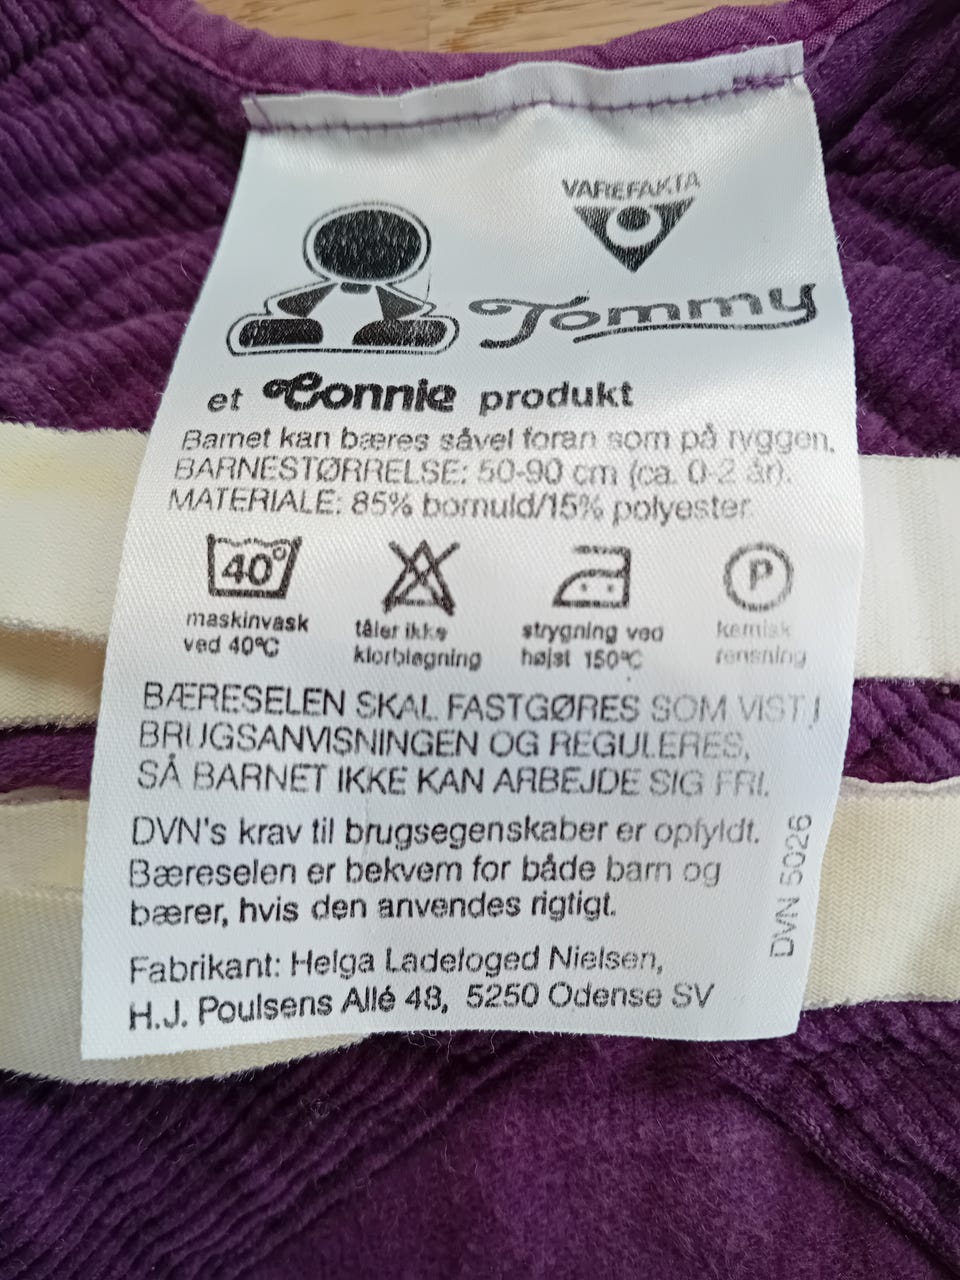 VAREFAKTA
Tommy
et Connie produkt
Barnet kan bæres såvel foran som på ryggen.
BARNESTØRRELSE: 50-90 cm (ca. 0-2 år).
MATERIALE: 85% bomuld/15% polyester
40°
P
maskinvask
ved 40°C
tåler ikke
klorblegning
strygning ved
højst 150°C
kemisk
rensning
BÆRESELEN SKAL FASTGØRES SOM VIST I
BRUGSANVISNINGEN OG REGULERES,
SÅ BARNET IKKE KAN ARBEJDE SIG FRI.
DVN's krav til brugsegenskaber er opfyldt.
Bæreselen er bekvem for både barn og
bærer, hvis den anvendes rigtigt.
DVN 5026
Fabrikant: Helga Ladefoged Nielsen,
H.J. Poulsens Allé 48, 5250 Odense SV